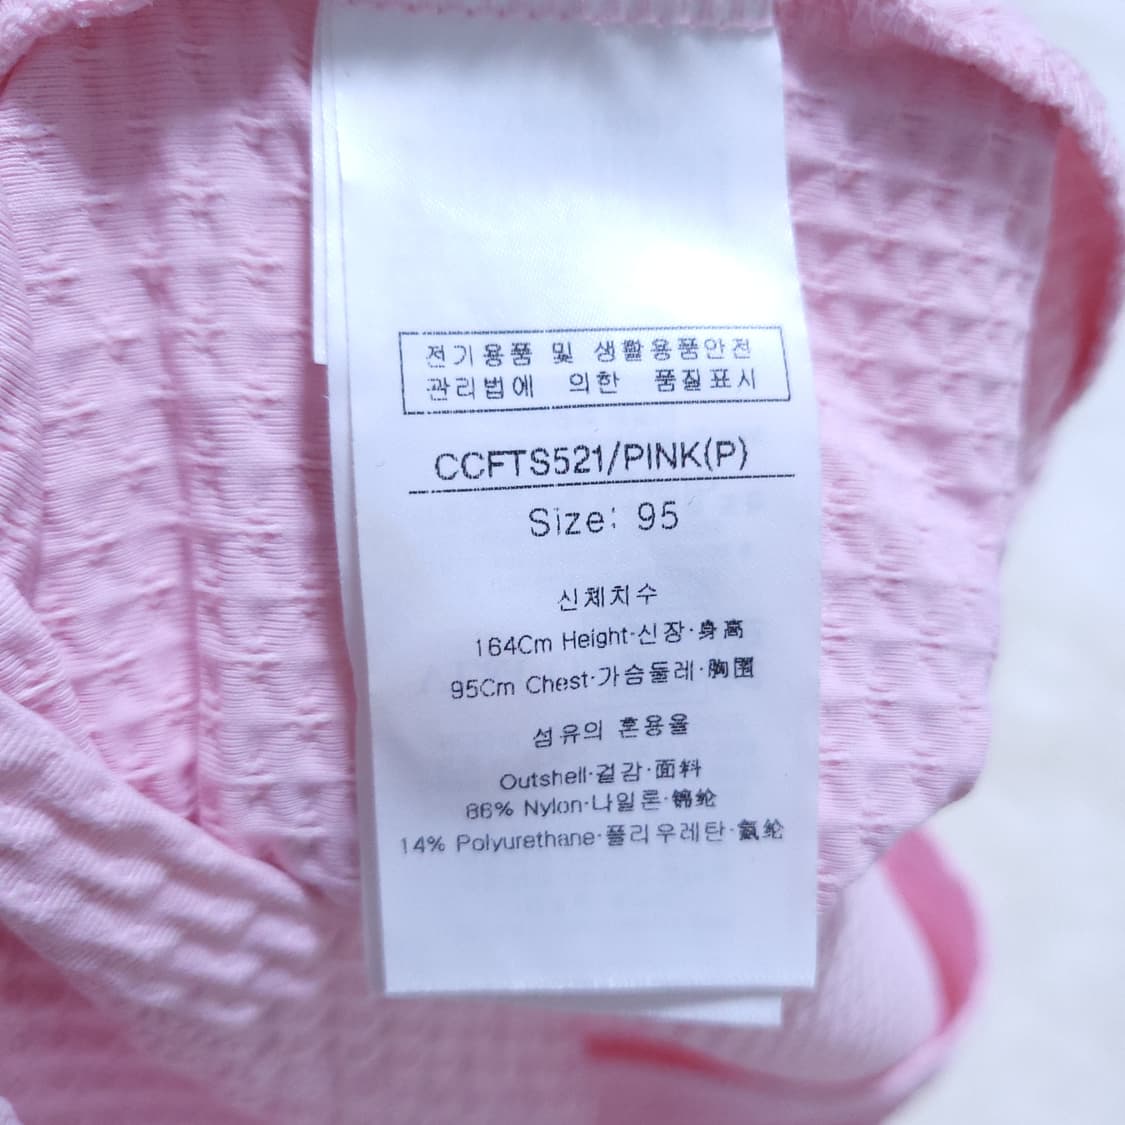 전기용품 및 생활용품안전
관리법에 의한 품질표시
CCFTS521/PINK(P)
Size: 95
신체치수
164Cm Height·신장·身高
95Cm Chest·가슴둘레·胸围
섬유의 혼용율
Outshell·겉감·面料
86% Nylon·나일론·锦纶
14% Polyurethane·폴리우레탄·氨纶